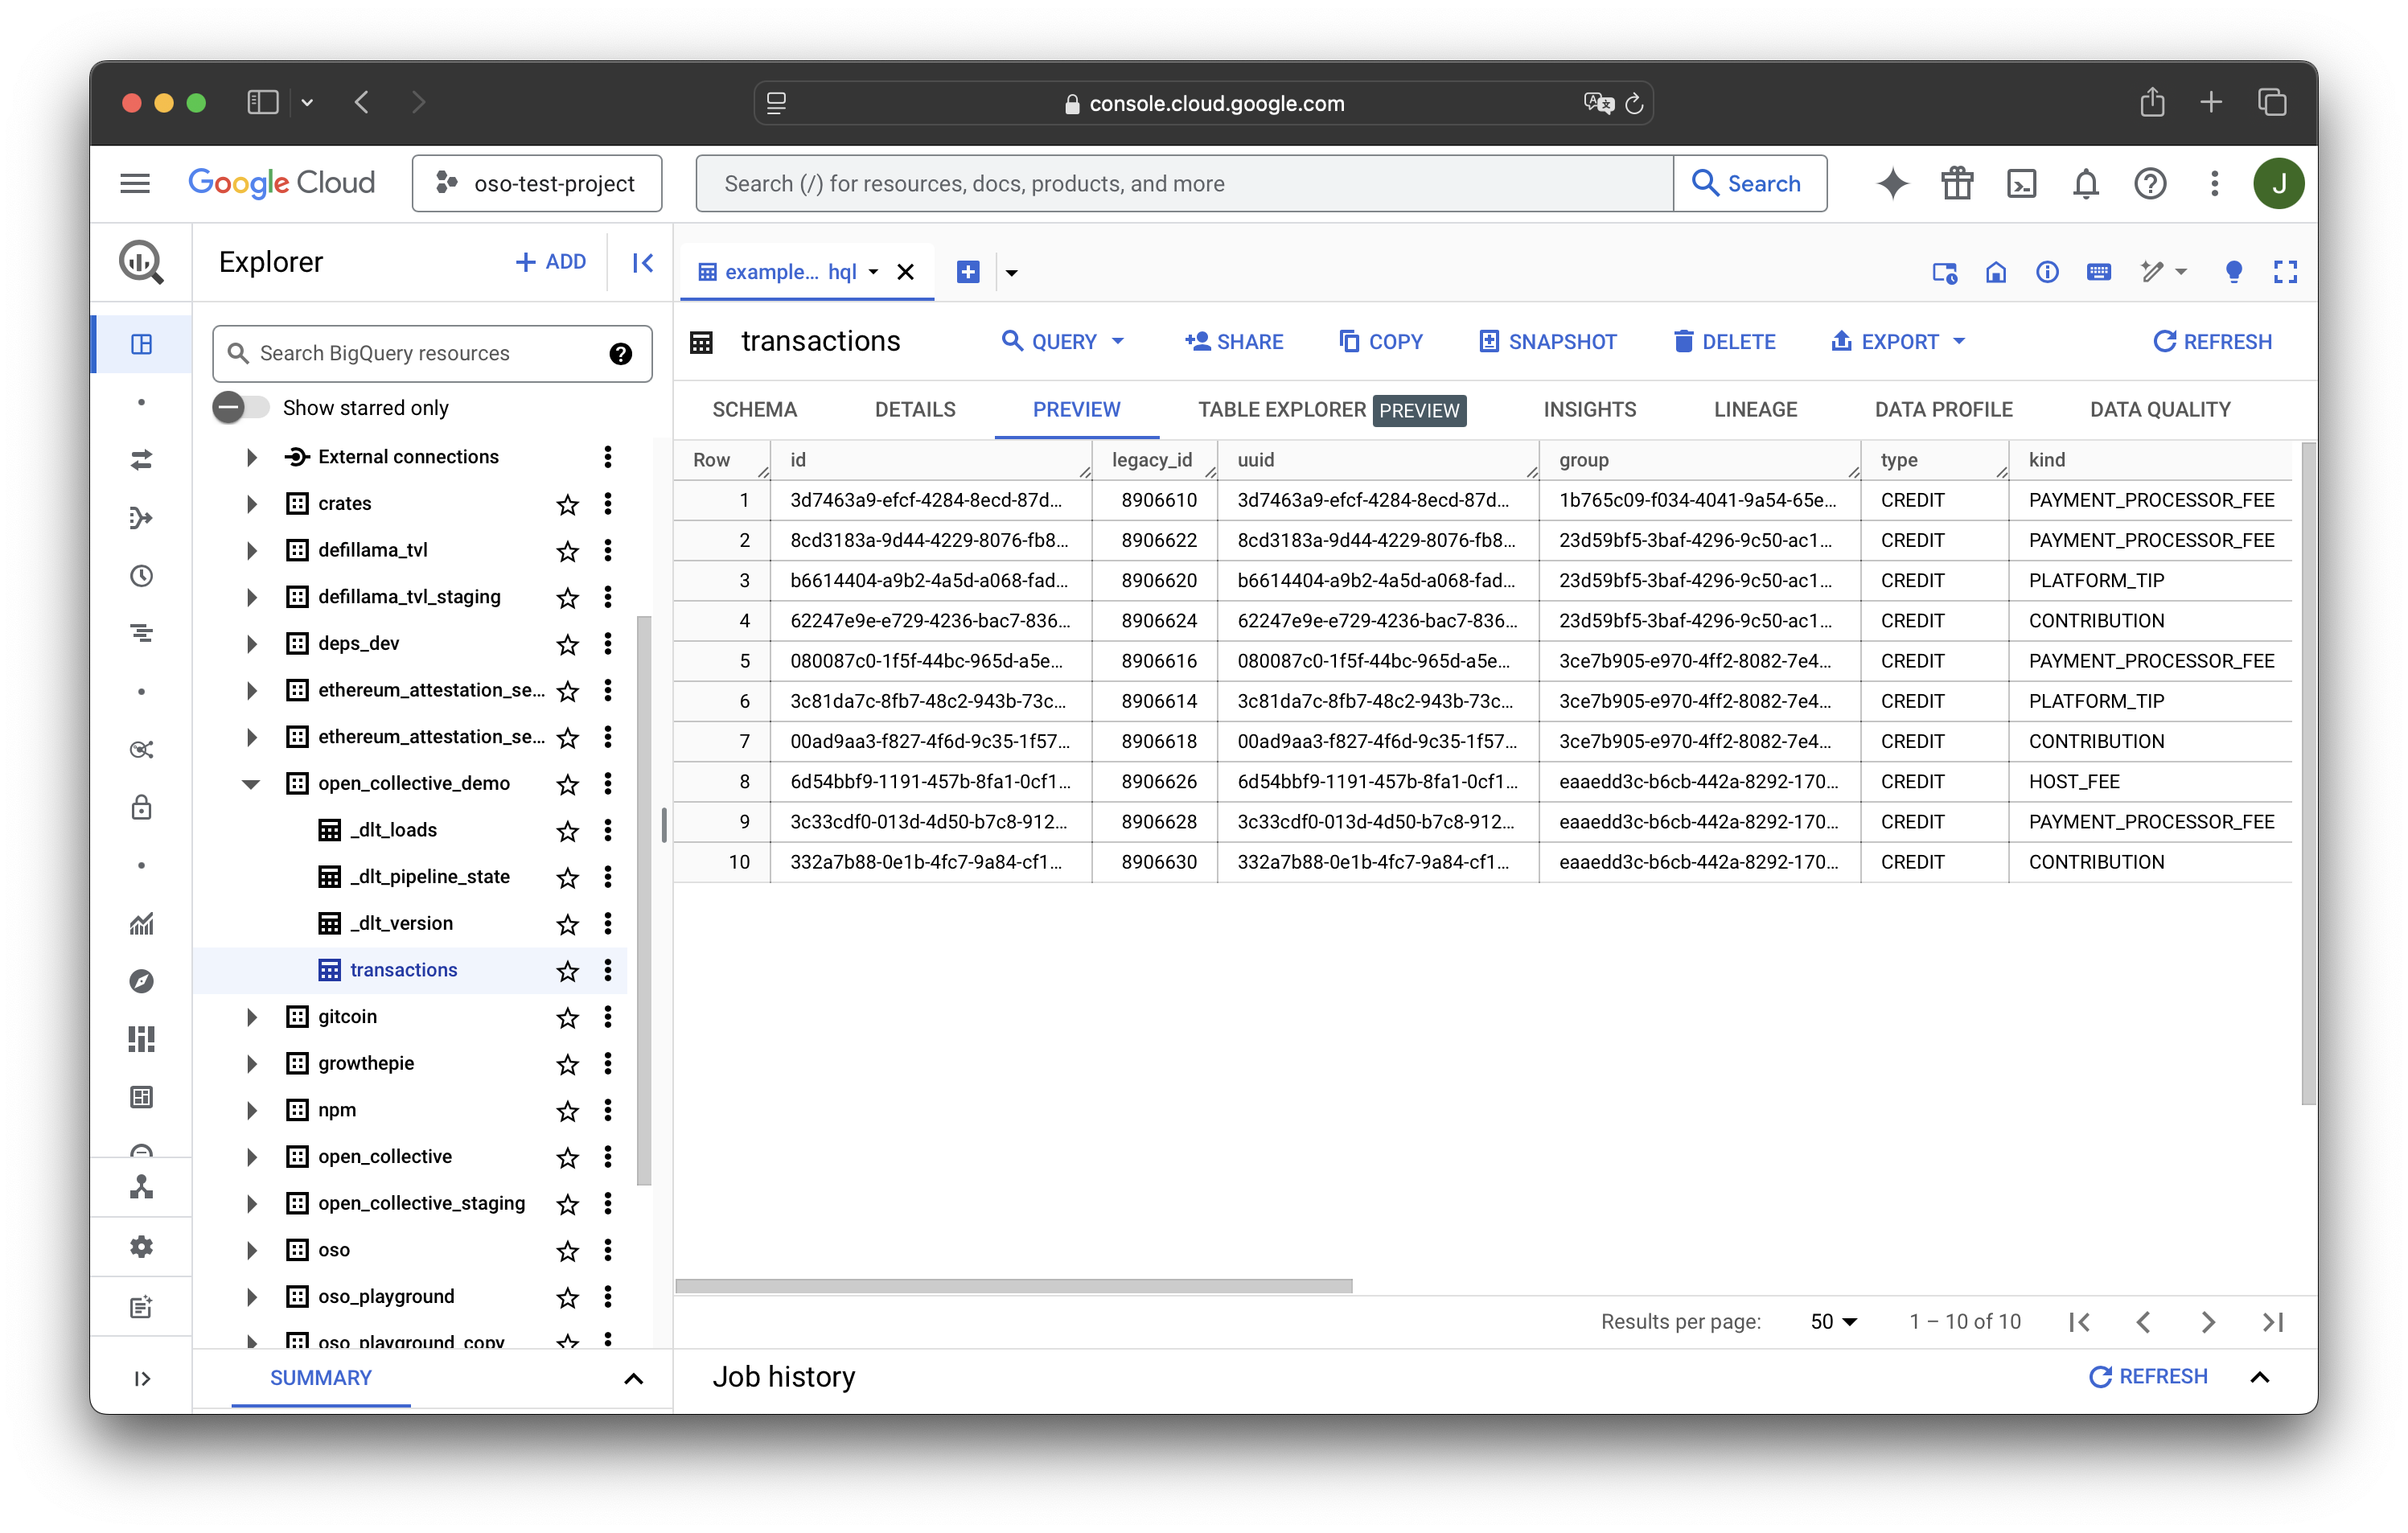 console.cloud.google.com
Google Cloud
oso-test-project
Search (/) for resources, docs, products, and more
Search
J
Explorer
ADD
example... hql
Search BigQuery resources
Show starred only
External connections
crates
defillama_tvl
defillama_tvl_staging
deps_dev
ethereum_attestation_se...
ethereum_attestation_se...
open_collective_demo
_dlt_loads
_dlt_pipeline_state
_dlt_version
transactions
gitcoin
growthepie
npm
open_collective
open_collective_staging
oso
oso_playground
oso_playground_copy
SUMMARY
transactions
QUERY
SHARE
COPY
SNAPSHOT
DELETE
EXPORT
REFRESH
SCHEMA DETAILS PREVIEW TABLE EXPLORER PREVIEW INSIGHTS LINEAGE DATA PROFILE DATA QUALITY
Row id legacy_id uuid group type kind
1 3d7463a9-efcf-4284-8ecd-87d... 8906610 3d7463a9-efcf-4284-8ecd-87d... 1b765c09-f034-4041-9a54-65e... CREDIT PAYMENT_PROCESSOR_FEE
2 8cd3183a-9d44-4229-8076-fb8... 8906622 8cd3183a-9d44-4229-8076-fb8... 23d59bf5-3baf-4296-9c50-ac1... CREDIT PAYMENT_PROCESSOR_FEE
3 b6614404-a9b2-4a5d-a068-fad... 8906620 b6614404-a9b2-4a5d-a068-fad... 23d59bf5-3baf-4296-9c50-ac1... CREDIT PLATFORM_TIP
4 62247e9e-e729-4236-bac7-836... 8906624 62247e9e-e729-4236-bac7-836... 23d59bf5-3baf-4296-9c50-ac1... CREDIT CONTRIBUTION
5 080087c0-1f5f-44bc-965d-a5e... 8906616 080087c0-1f5f-44bc-965d-a5e... 3ce7b905-e970-4ff2-8082-7e4... CREDIT PAYMENT_PROCESSOR_FEE
6 3c81da7c-8fb7-48c2-943b-73c... 8906614 3c81da7c-8fb7-48c2-943b-73c... 3ce7b905-e970-4ff2-8082-7e4... CREDIT PLATFORM_TIP
7 00ad9aa3-f827-4f6d-9c35-1f57... 8906618 00ad9aa3-f827-4f6d-9c35-1f57... 3ce7b905-e970-4ff2-8082-7e4... CREDIT CONTRIBUTION
8 6d54bbf9-1191-457b-8fa1-0cf1... 8906626 6d54bbf9-1191-457b-8fa1-0cf1... eaaedd3c-b6cb-442a-8292-170... CREDIT HOST_FEE
9 3c33cdf0-013d-4d50-b7c8-912... 8906628 3c33cdf0-013d-4d50-b7c8-912... eaaedd3c-b6cb-442a-8292-170... CREDIT PAYMENT_PROCESSOR_FEE
10 332a7b88-0e1b-4fc7-9a84-cf1... 8906630 332a7b88-0e1b-4fc7-9a84-cf1... eaaedd3c-b6cb-442a-8292-170... CREDIT CONTRIBUTION
Results per page: 50 1 – 10 of 10
Job history
REFRESH